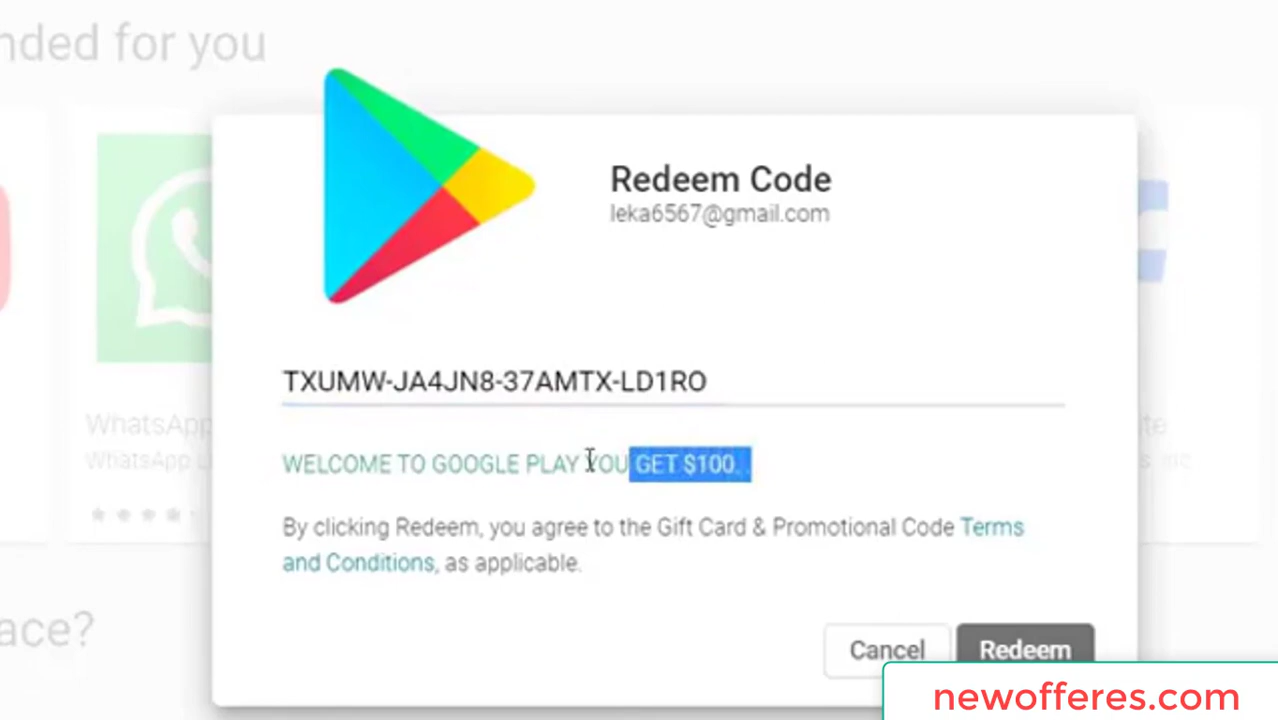 nded for you
Redeem Code
leka6567@gmail.com
TXUMW-JA4JN8-37AMTX-LD1RO
WELCOME TO GOOGLE PLAY YOU GET $100.
WhatsApp
WhatsApp
By clicking Redeem, you agree to the Gift Card & Promotional Code Terms
and Conditions, as applicable.
ace?
Cancel
Redeem
newofferes.com